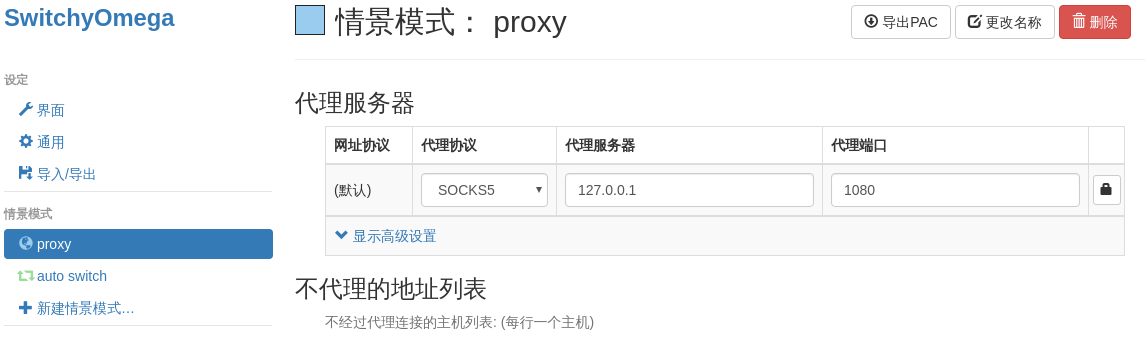 SwitchyOmega
设定
界面
通用
导入/导出
情景模式
proxy
auto switch
新建情景模式…
情景模式： proxy
导出PAC 更改名称 删除
代理服务器
网址协议 代理协议 代理服务器 代理端口
(默认) SOCKS5 127.0.0.1 1080
显示高级设置
不代理的地址列表
不经过代理连接的主机列表: (每行一个主机)